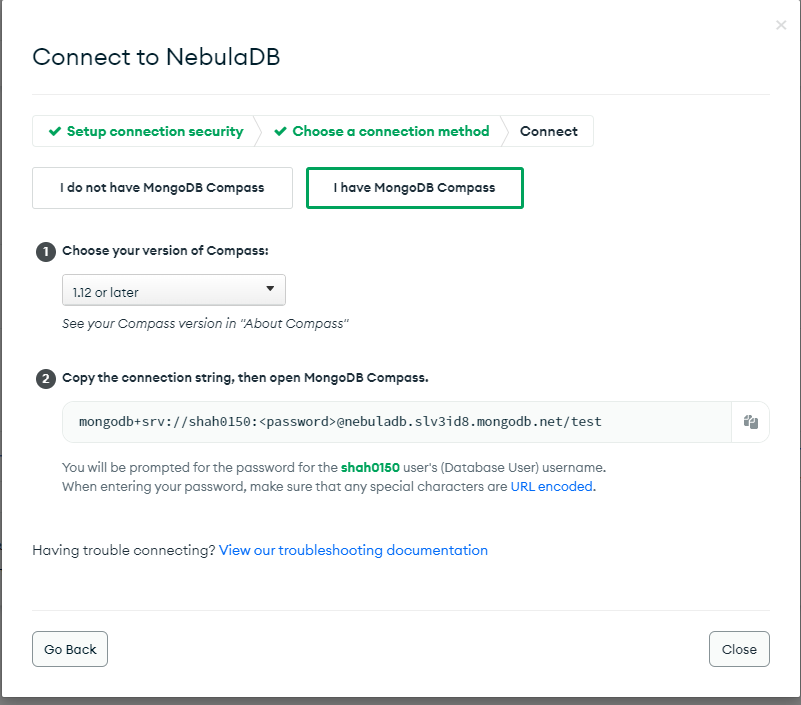 Connect to NebulaDB
Setup connection security
Choose a connection method
Connect
I do not have MongoDB Compass
I have MongoDB Compass
1 Choose your version of Compass:
1.12 or later
See your Compass version in "About Compass"
2 Copy the connection string, then open MongoDB Compass.
mongodb+srv://shah0150:<password>@nebuladb.slv3id8.mongodb.net/test
You will be prompted for the password for the shah0150 user's (Database User) username.
When entering your password, make sure that any special characters are URL encoded.
Having trouble connecting? View our troubleshooting documentation
Go Back
Close